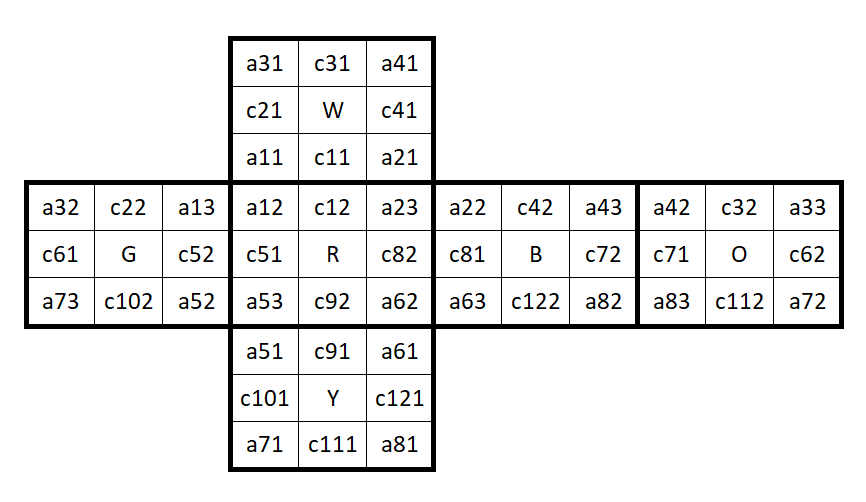 a31 c31 a41
c21 W c41
a11 c11 a21
a32 c22 a13 a12 c12 a23 a22 c42 a43 a42 c32 a33
c61 G c52 c51 R c82 c81 B c72 c71 O c62
a73 c102 a52 a53 c92 a62 a63 c122 a82 a83 c112 a72
a51 c91 a61
c101 Y c121
a71 c111 a81